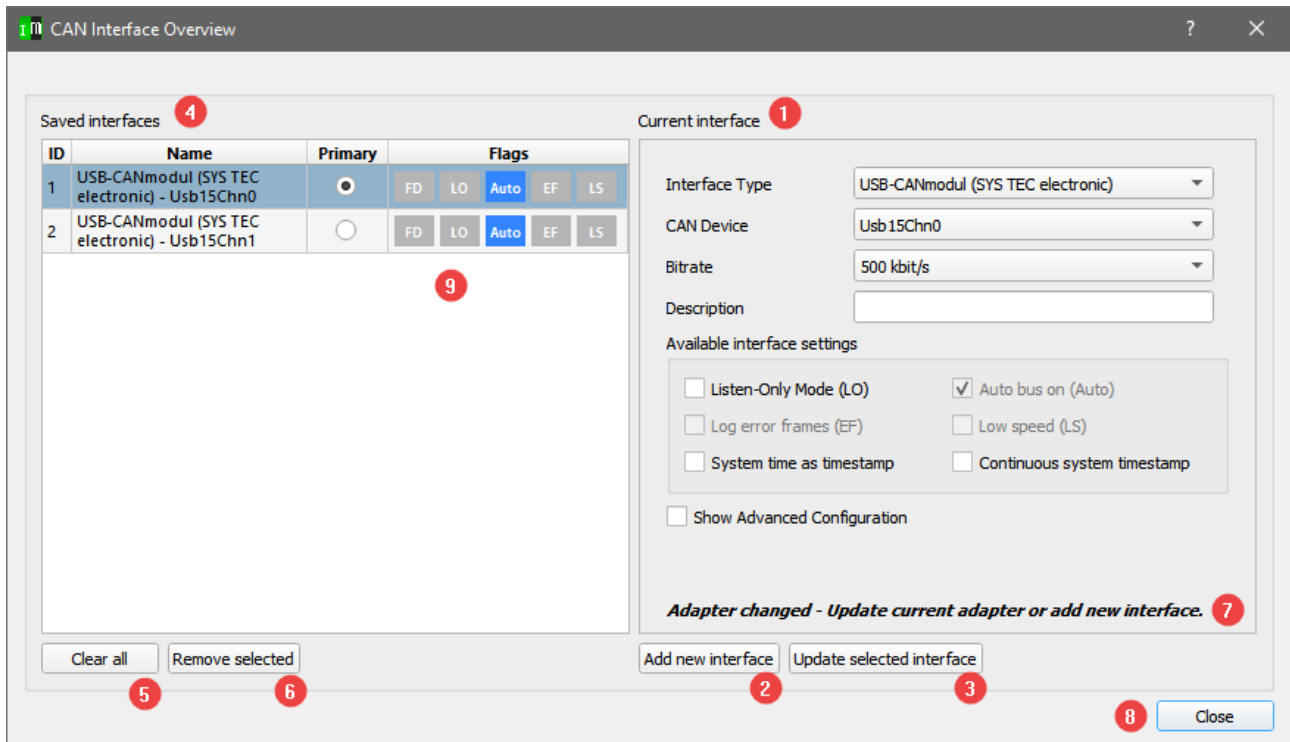 I M CAN Interface Overview ? ×
Saved interfaces 4
Current interface 1
ID Name Primary Flags
1 USB-CANmodul (SYS TEC electronic) - Usb15Chn0 FD LO Auto EF LS
2 USB-CANmodul (SYS TEC electronic) - Usb15Chn1 FD LO Auto EF LS
9
Interface Type USB-CANmodul (SYS TEC electronic)
CAN Device Usb15Chn0
Bitrate 500 kbit/s
Description
Available interface settings
Listen-Only Mode (LO) Auto bus on (Auto)
Log error frames (EF) Low speed (LS)
System time as timestamp Continuous system timestamp
Show Advanced Configuration
Adapter changed - Update current adapter or add new interface. 7
Clear all Remove selected
5 6
Add new interface Update selected interface
2 3
8 Close